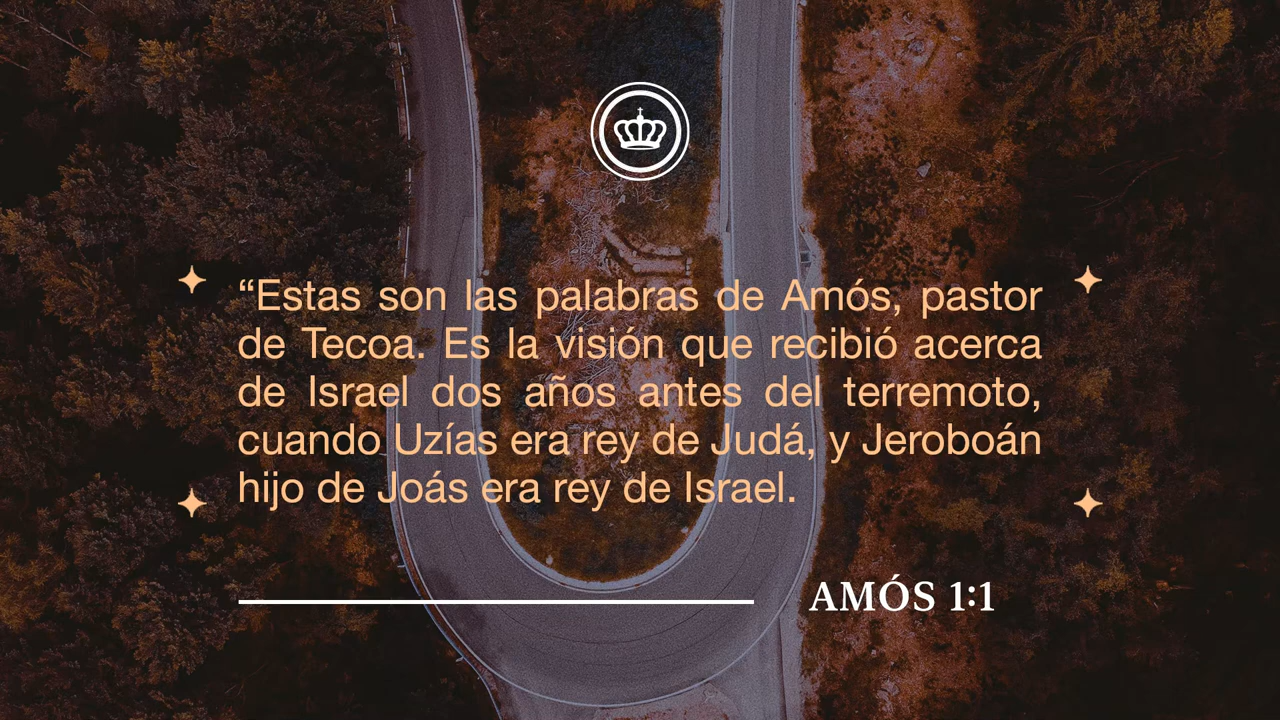 “Estas son las palabras de Amós, pastor
de Tecoa. Es la visión que recibió acerca
de Israel dos años antes del terremoto,
cuando Uzías era rey de Judá, y Jeroboán
hijo de Joás era rey de Israel.
AMÓS 1:1